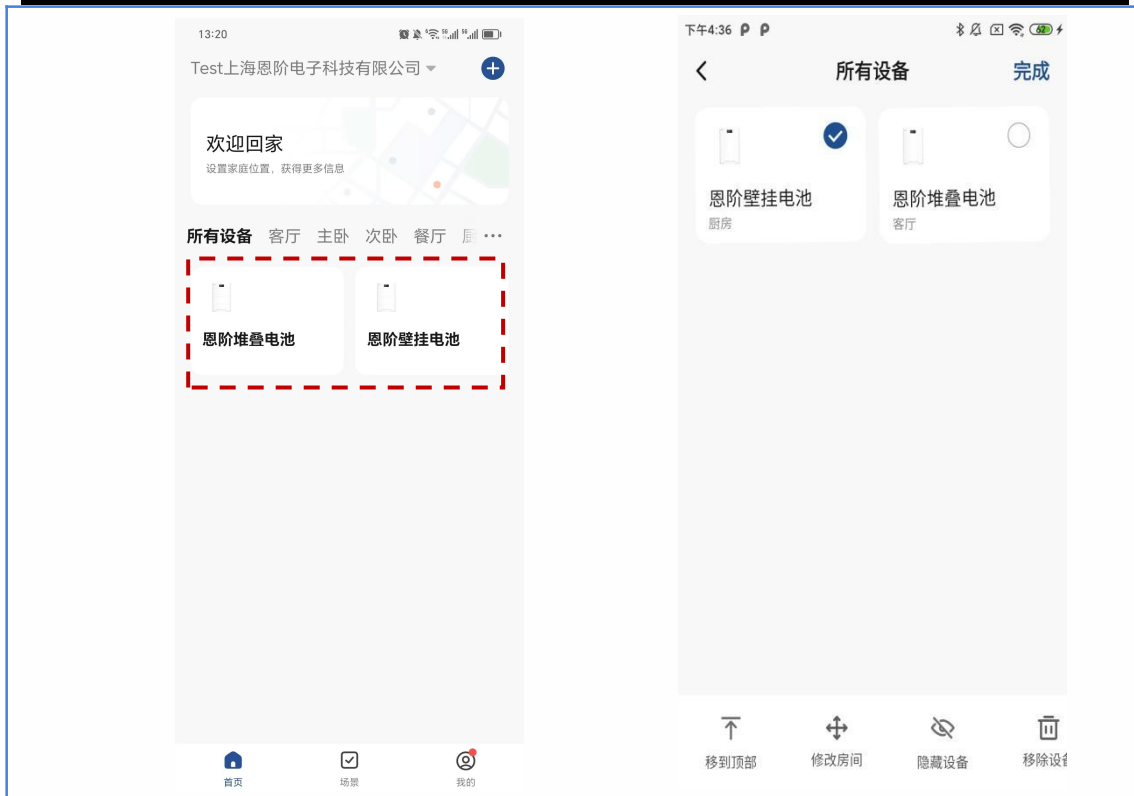 13:20
Test上海恩阶电子科技有限公司
欢迎回家
设置家庭位置，获得更多信息
所有设备 客厅 主卧 次卧 餐厅
恩阶堆叠电池 恩阶壁挂电池
首页 场景 我的
下午4:36
62
所有设备 完成
恩阶壁挂电池 恩阶堆叠电池
厨房 客厅
移到顶部 修改房间 隐藏设备 移除设备